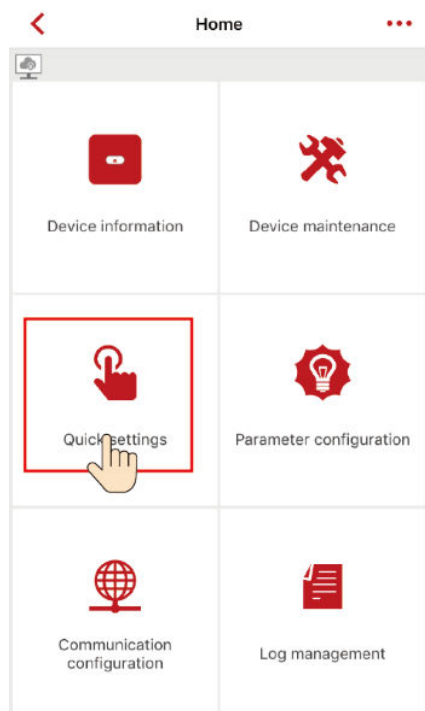 Home
Device information
Device maintenance
Quick settings
Parameter configuration
Communication
configuration
Log management